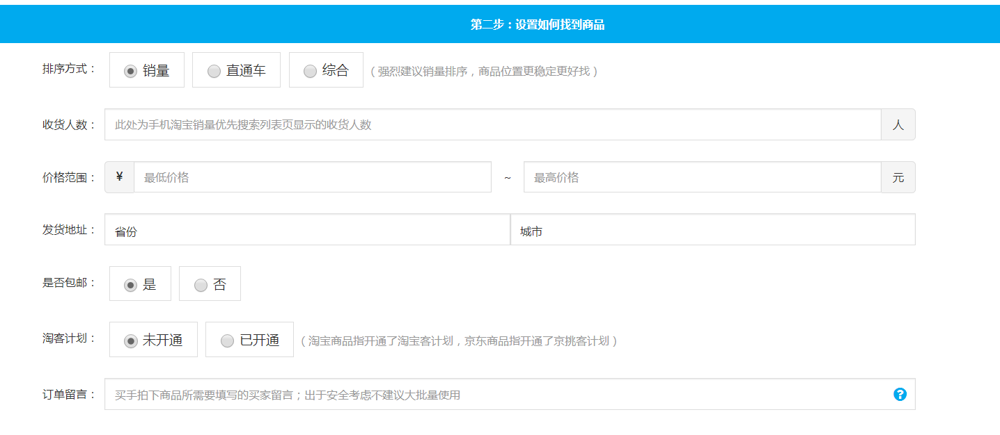 第二步：设置如何找到商品
排序方式： 销量 直通车 综合 （强烈建议销量排序，商品位置更稳定更好找）
收货人数： 此处为手机淘宝销量优先搜索列表页显示的收货人数 人
价格范围： ¥ 最低价格 ~ 最高价格 元
发货地址： 省份 城市
是否包邮： 是 否
淘客计划： 未开通 已开通 （淘宝商品指开通了淘宝客计划，京东商品指开通了京挑客计划）
订单留言： 买手拍下商品所需要填写的买家留言；出于安全考虑不建议大批量使用 ?